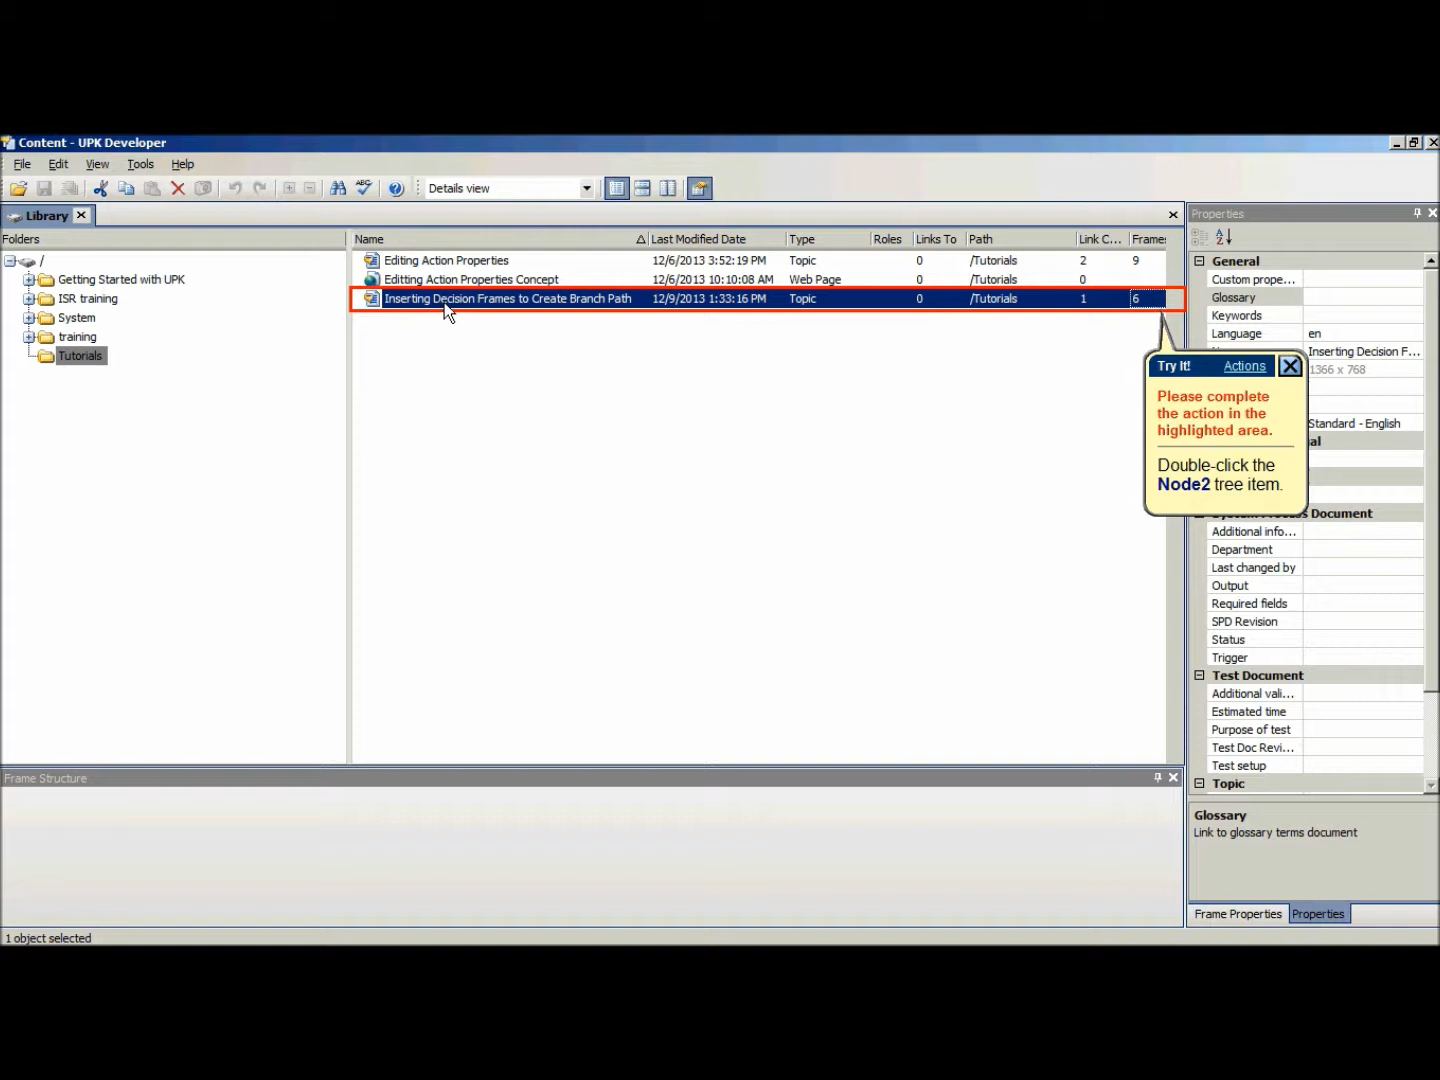 Content - UPK Developer
File Edit View Tools Help
Details view
Library
Folders
/
Getting Started with UPK
ISR training
System
training
Tutorials
Name Last Modified Date Type Roles Links To Path Link C... Frames
Editing Action Properties 12/6/2013 3:52:19 PM Topic 0 /Tutorials 2 9
Editting Action Properties Concept 12/6/2013 10:10:08 AM Web Page 0 /Tutorials 0
Inserting Decision Frames to Create Branch Path 12/9/2013 1:33:16 PM Topic 0 /Tutorials 1 6
Try It! Actions
Please complete
the action in the
highlighted area.
Double-click the
Node2 tree item.
Properties
General
Custom prope...
Glossary
Keywords
Language en
Inserting Decision F...
1366 x 768
Standard - English
Document
Additional info...
Department
Last changed by
Output
Required fields
SPD Revision
Status
Trigger
Test Document
Additional vali...
Estimated time
Purpose of test
Test Doc Revi...
Test setup
Topic
Glossary
Link to glossary terms document
Frame Properties Properties
Frame Structure
1 object selected